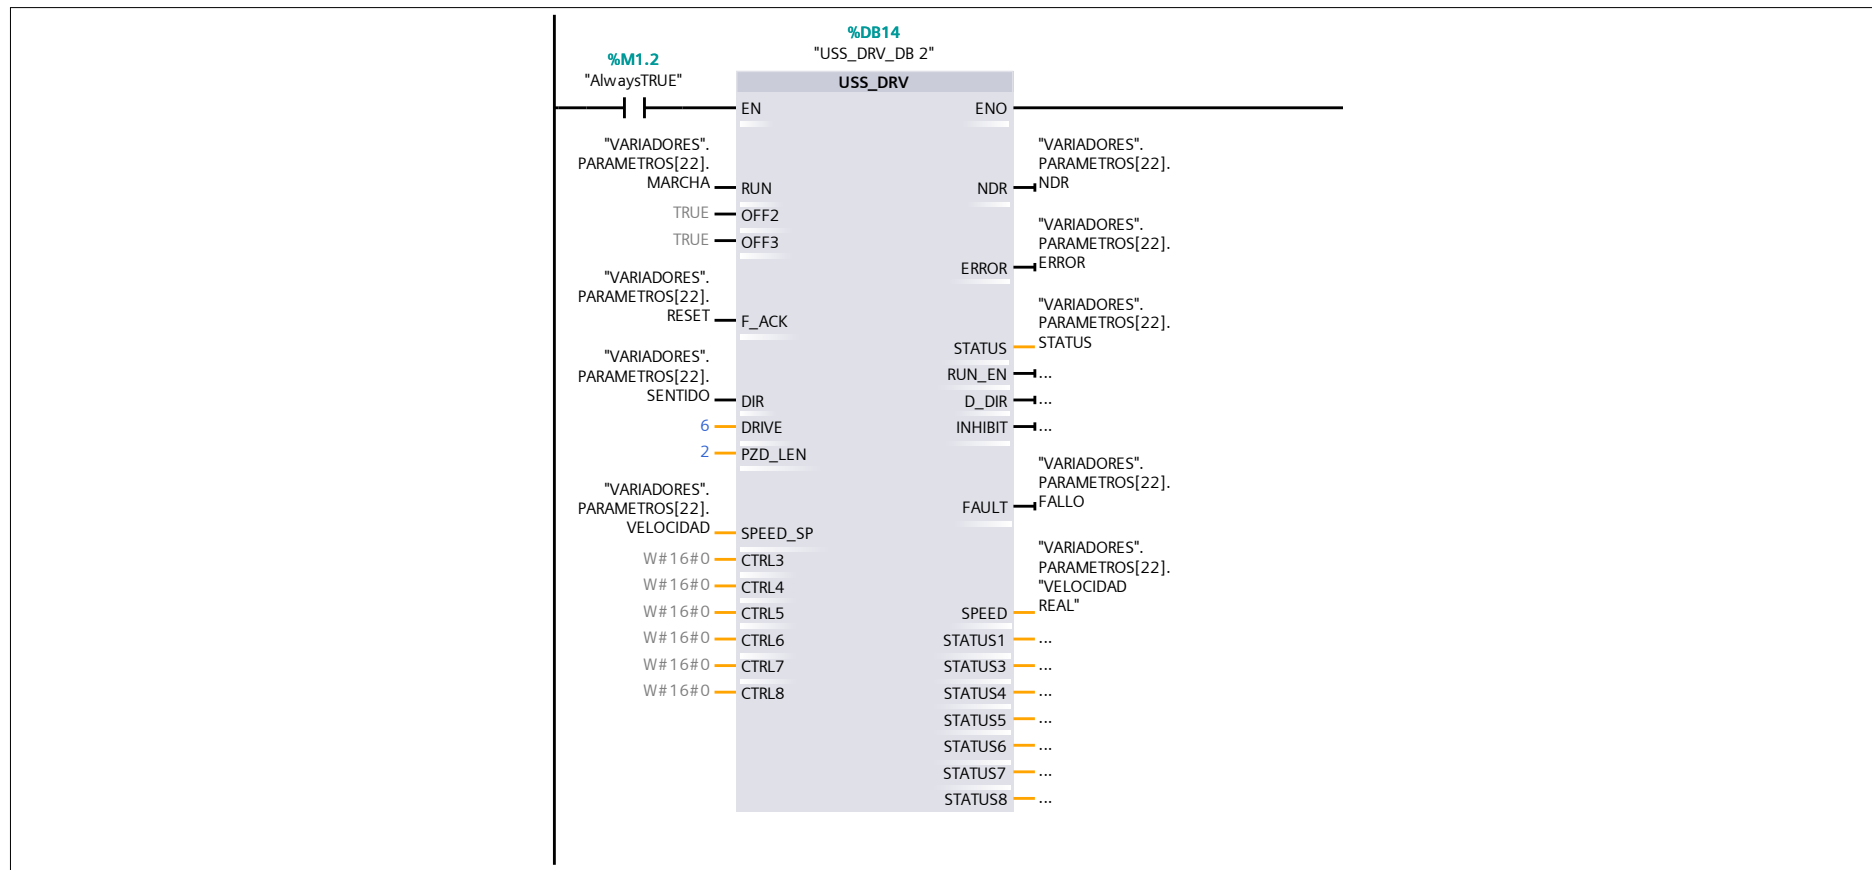 %DB14
"USS_DRV_DB 2"
%M1.2
"AlwaysTRUE"
USS_DRV
EN
ENO
"VARIADORES".
PARAMETROS[22].
MARCHA
RUN
"VARIADORES".
PARAMETROS[22].
NDR
NDR
TRUE
OFF2
TRUE
OFF3
"VARIADORES".
PARAMETROS[22].
ERROR
ERROR
"VARIADORES".
PARAMETROS[22].
RESET
F_ACK
"VARIADORES".
PARAMETROS[22].
STATUS
STATUS
RUN_EN
...
"VARIADORES".
PARAMETROS[22].
SENTIDO
DIR
D_DIR
...
6
DRIVE
INHIBIT
...
2
PZD_LEN
"VARIADORES".
PARAMETROS[22].
FALLO
FAULT
"VARIADORES".
PARAMETROS[22].
VELOCIDAD
SPEED_SP
W#16#0
CTRL3
W#16#0
CTRL4
W#16#0
CTRL5
"VARIADORES".
PARAMETROS[22].
"VELOCIDAD
REAL"
SPEED
W#16#0
CTRL6
STATUS1
...
W#16#0
CTRL7
STATUS3
...
W#16#0
CTRL8
STATUS4
...
STATUS5
...
STATUS6
...
STATUS7
...
STATUS8
...